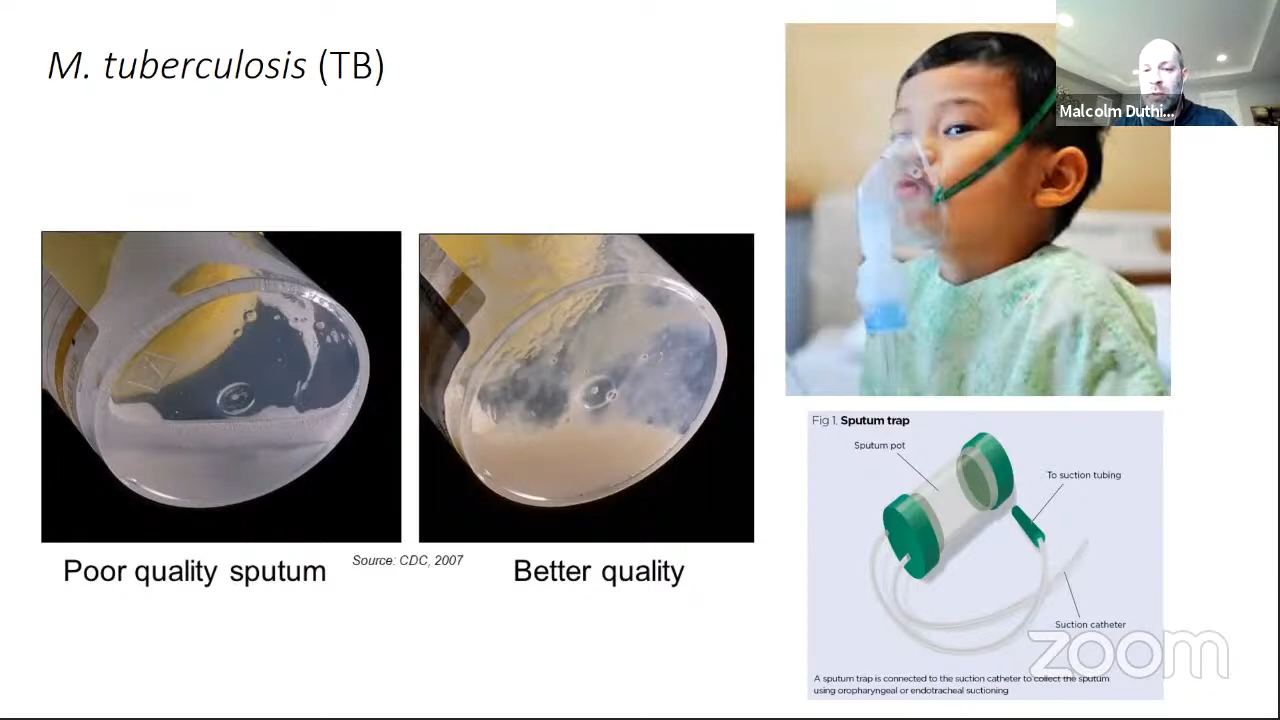 M. tuberculosis (TB)
Malcolm Duthi...
Poor quality sputum
Source: CDC, 2007
Better quality
Fig 1. Sputum trap
Sputum pot
To suction tubing
Suction catheter
A sputum trap is connected to the suction catheter to collect the sputum
using oropharyngeal or endotracheal suctioning
zoom